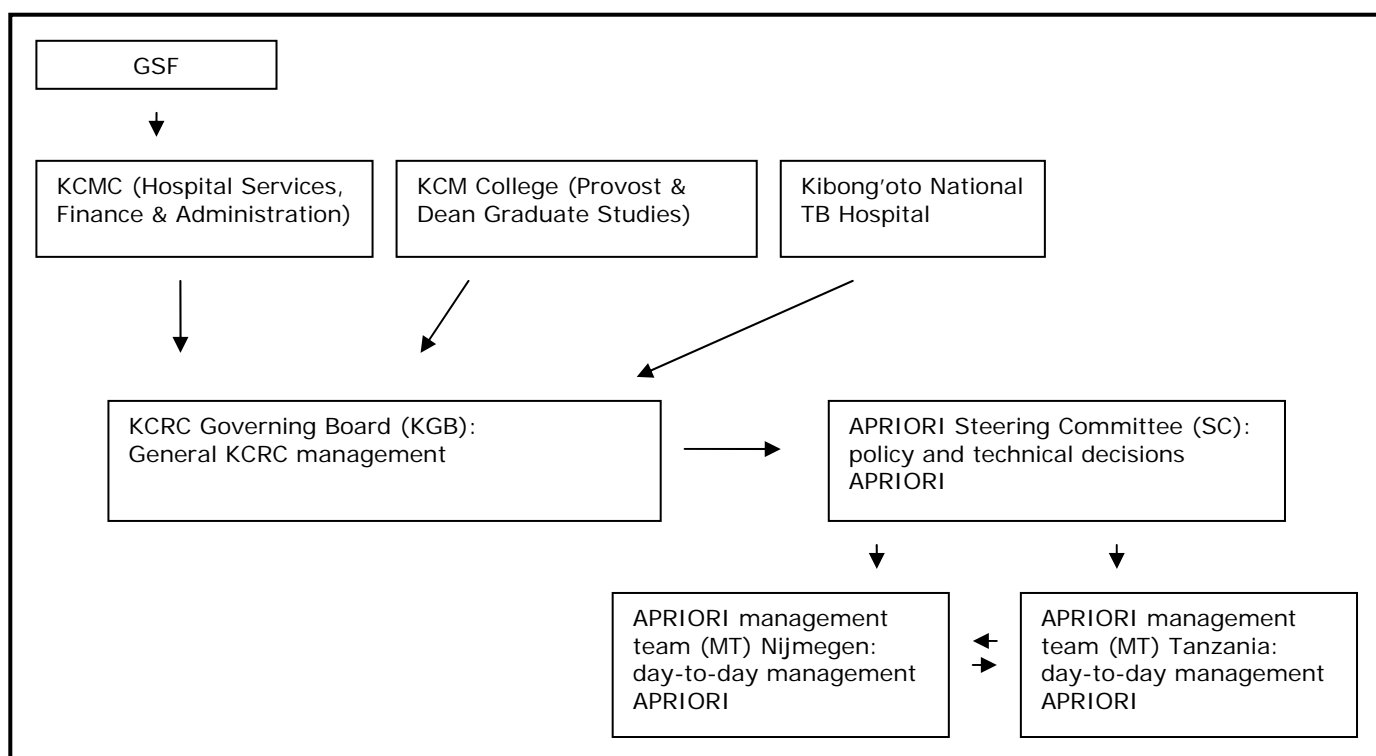 GSF
KCMC (Hospital Services,
Finance & Administration)
KCM College (Provost &
Dean Graduate Studies)
Kibong’oto National
TB Hospital
KCRC Governing Board (KGB):
General KCRC management
APRIORI Steering Committee (SC):
policy and technical decisions
APRIORI
APRIORI management
team (MT) Nijmegen:
day-to-day management
APRIORI
APRIORI management
team (MT) Tanzania:
day-to-day management
APRIORI